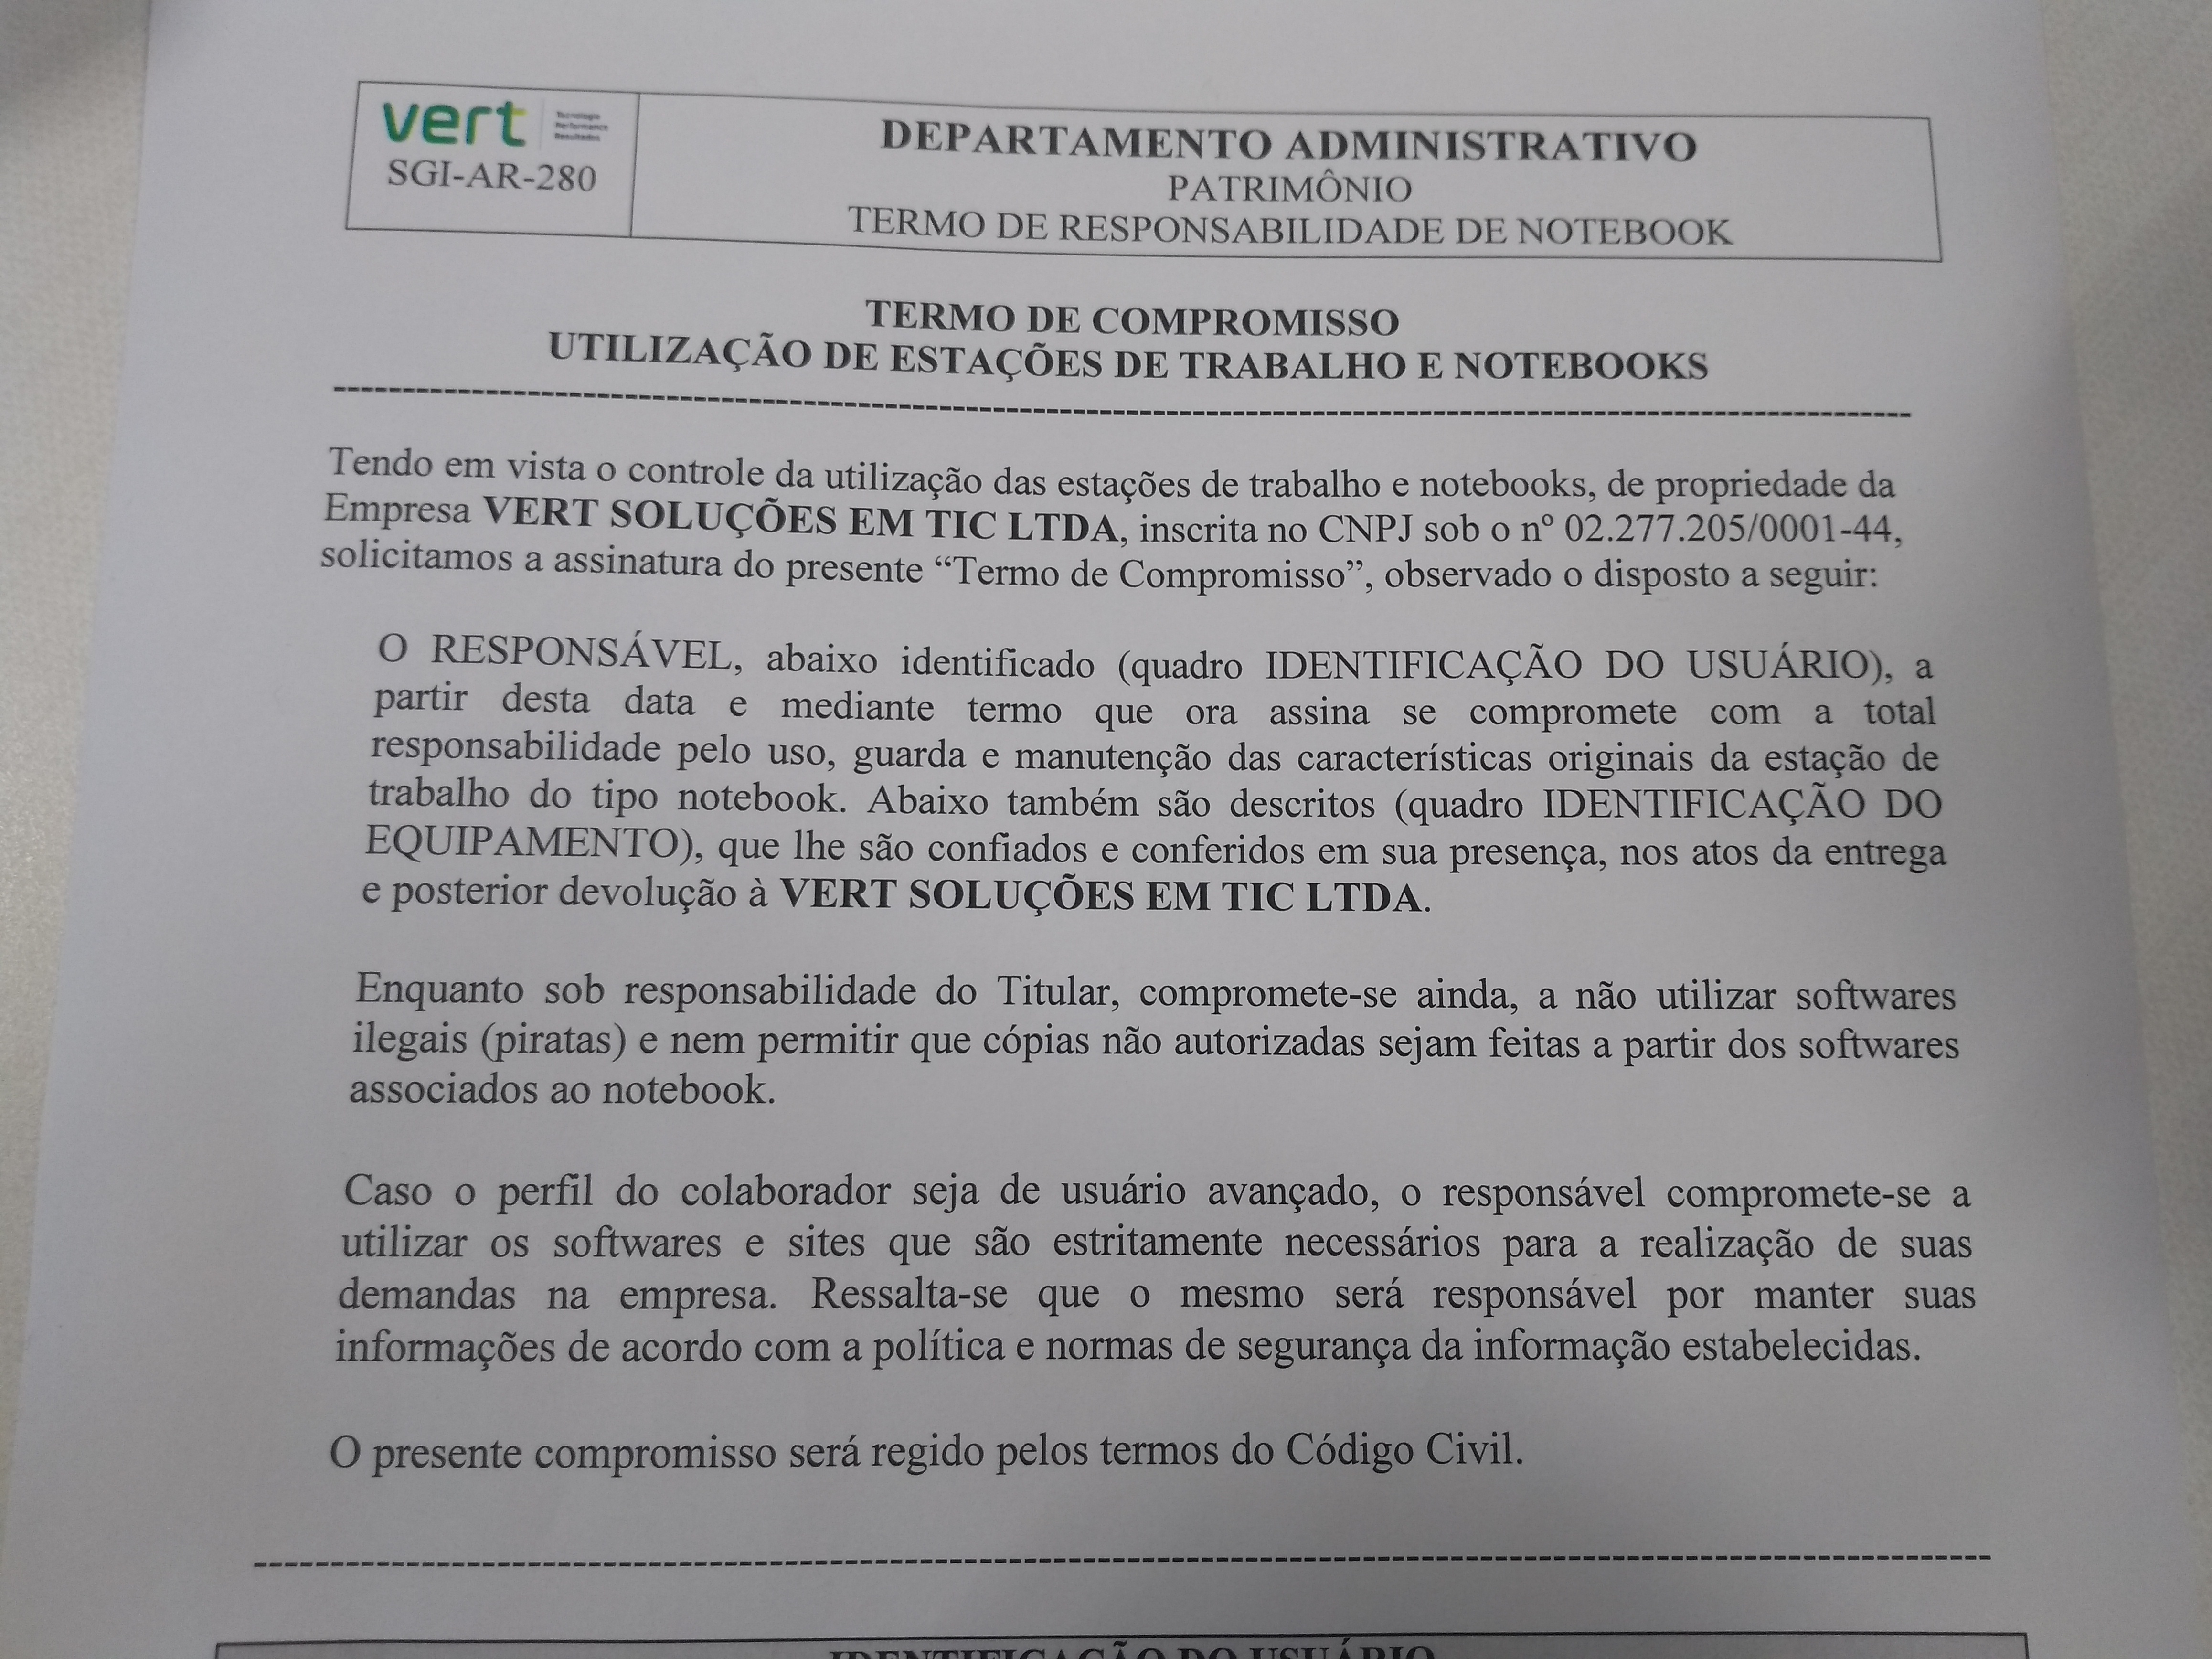 vert
Tecnologia
Performance
Resultados
SGI-AR-280
DEPARTAMENTO ADMINISTRATIVO
PATRIMÔNIO
TERMO DE RESPONSABILIDADE DE NOTEBOOK
TERMO DE COMPROMISSO
UTILIZAÇÃO DE ESTAÇÕES DE TRABALHO E NOTEBOOKS
Tendo em vista o controle da utilização das estações de trabalho e notebooks, de propriedade da
Empresa VERT SOLUÇÕES EM TIC LTDA, inscrita no CNPJ sob o nº 02.277.205/0001-44,
solicitamos a assinatura do presente “Termo de Compromisso”, observado o disposto a seguir:
O RESPONSÁVEL, abaixo identificado (quadro IDENTIFICAÇÃO DO USUÁRIO), a
partir desta data e mediante termo que ora assina se compromete com a total
responsabilidade pelo uso, guarda e manutenção das características originais da estação de
trabalho do tipo notebook. Abaixo também são descritos (quadro IDENTIFICAÇÃO DO
EQUIPAMENTO), que lhe são confiados e conferidos em sua presença, nos atos da entrega
e posterior devolução à VERT SOLUÇÕES EM TIC LTDA.
Enquanto sob responsabilidade do Titular, compromete-se ainda, a não utilizar softwares
ilegais (piratas) e nem permitir que cópias não autorizadas sejam feitas a partir dos softwares
associados ao notebook.
Caso o perfil do colaborador seja de usuário avançado, o responsável compromete-se a
utilizar os softwares e sites que são estritamente necessários para a realização de suas
demandas na empresa. Ressalta-se que o mesmo será responsável por manter suas
informações de acordo com a política e normas de segurança da informação estabelecidas.
O presente compromisso será regido pelos termos do Código Civil.
IDENTIFICAÇÃO DO USUÁRIO